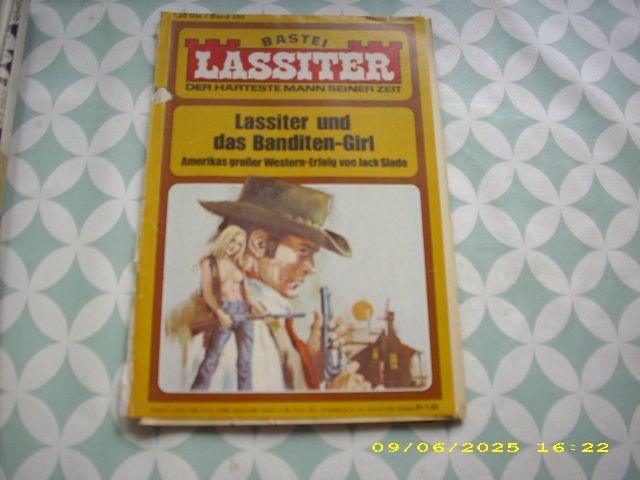 BASTEI
LASSITER
DER HÄRTESTE MANN SEINER ZEIT
Lassiter und
das Banditen-Girl
Amerikas großer Western-Erfolg von Jack Slade
09/06/2025 16:22